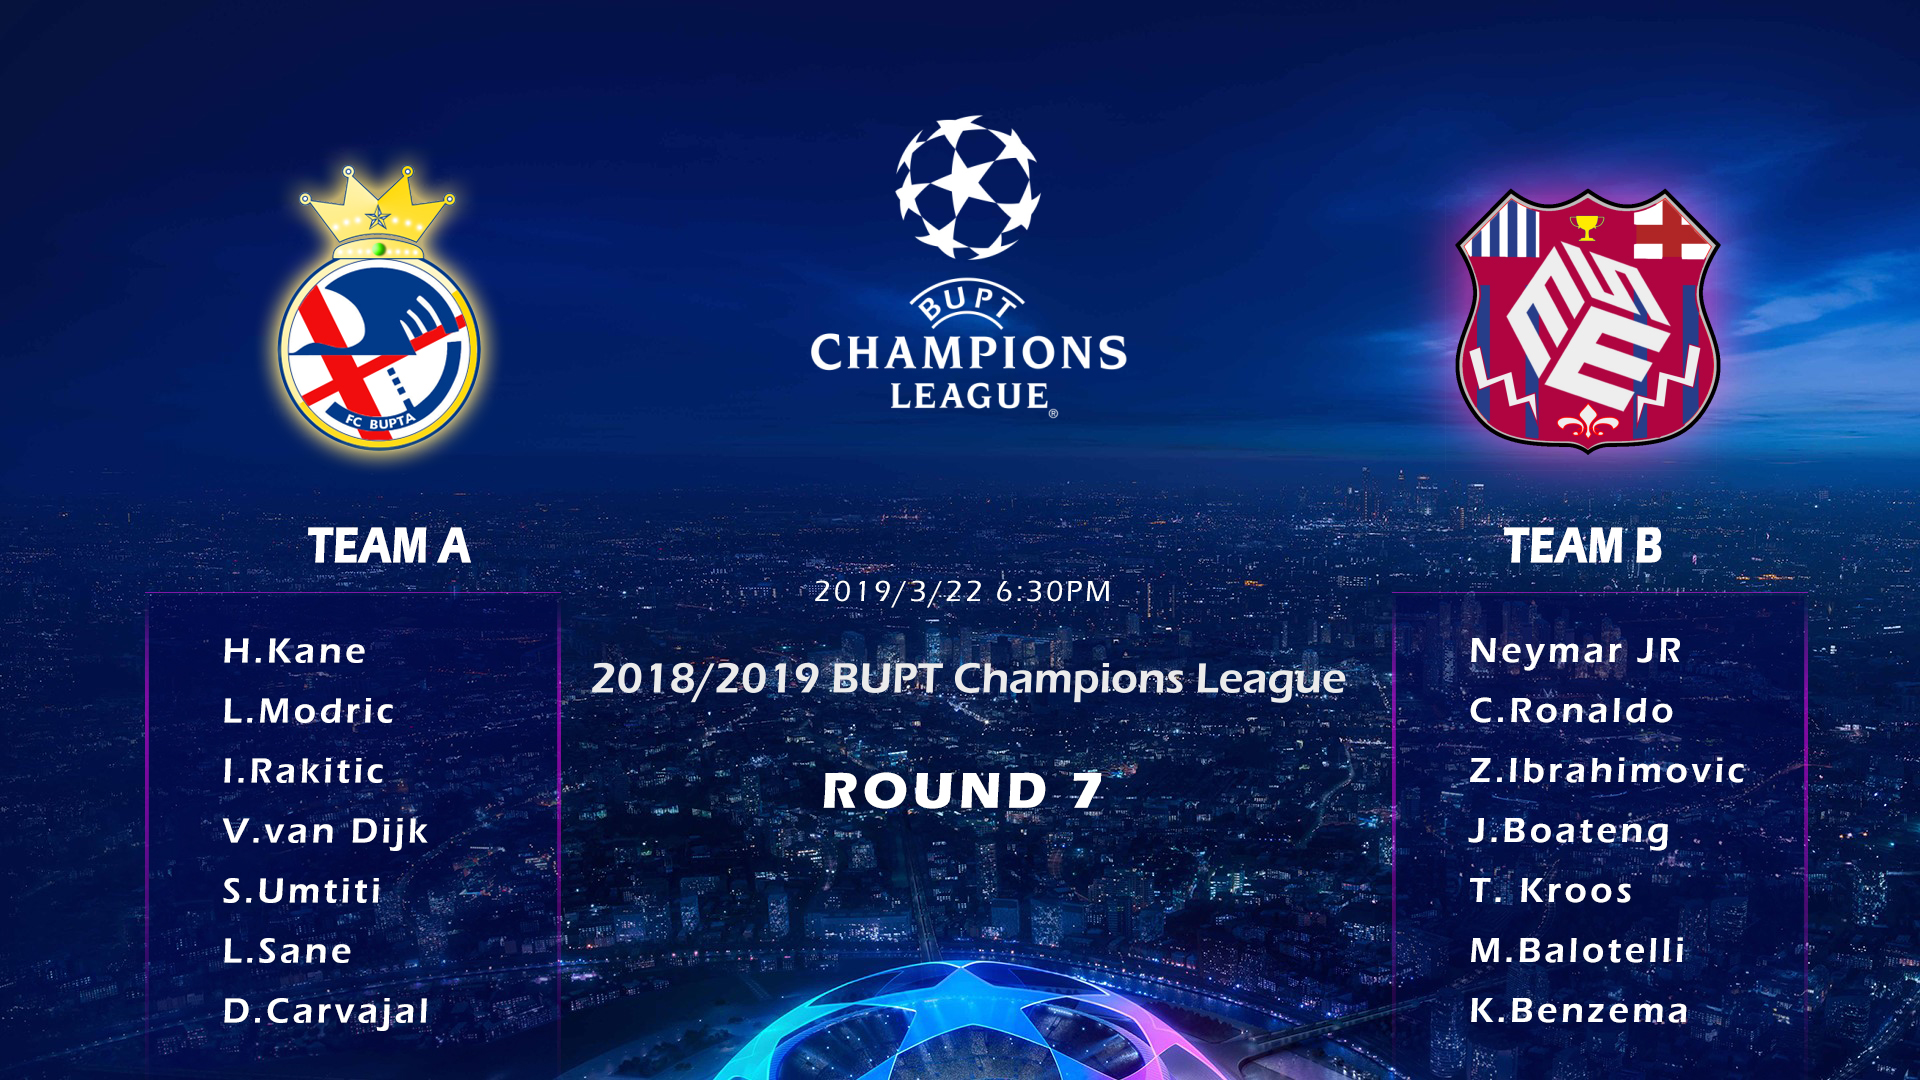 BUPT
CHAMPIONS
LEAGUE®
FC BUPTA
ESE
TEAM A
TEAM B
2019/3/22 6:30PM
2018/2019 BUPT Champions League
ROUND 7
H.Kane
L.Modric
I.Rakitic
V.van Dijk
S.Umtiti
L.Sane
D.Carvajal
Neymar JR
C.Ronaldo
Z.Ibrahimovic
J.Boateng
T. Kroos
M.Balotelli
K.Benzema